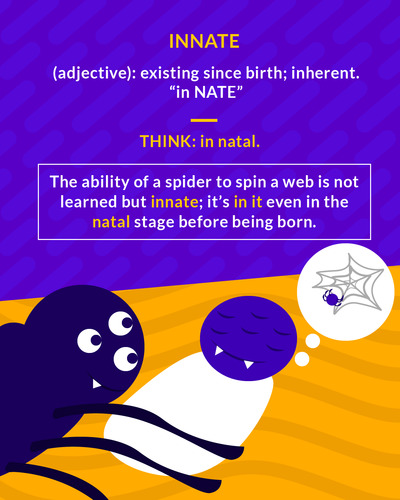 INNATE
(adjective): existing since birth; inherent.
“in NATE”
THINK: in natal.
The ability of a spider to spin a web is not
learned but innate; it’s in it even in the
natal stage before being born.